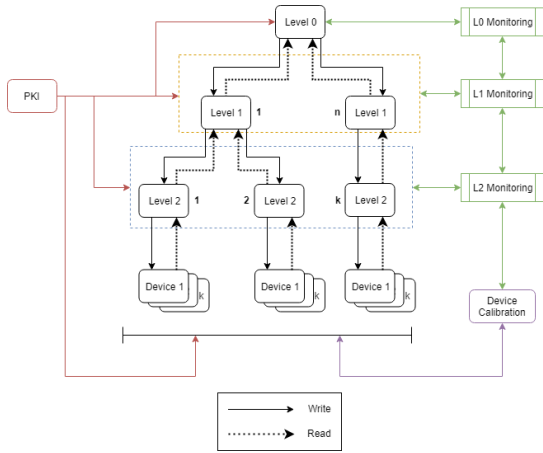 Level 0
L0 Monitoring
PKI
Level 1
1
n
Level 1
L1 Monitoring
Level 2
1
2
Level 2
k
Level 2
L2 Monitoring
Device 1
k
Device 1
k
Device 1
k
Device
Calibration
Write
Read